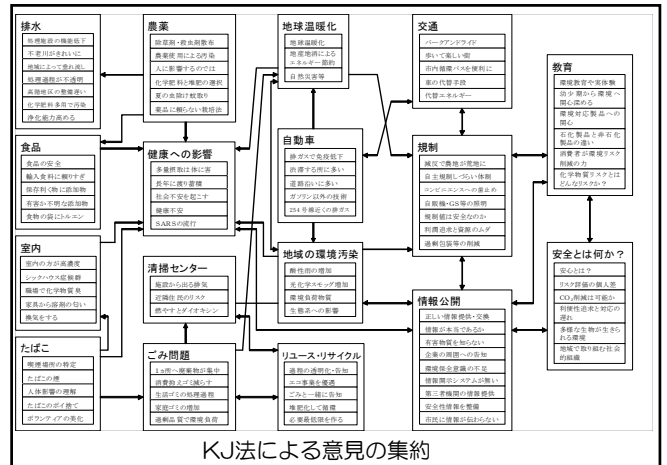 排水
処理施設の機能低下
不老川がきれいに
地域によって垂れ流し
処理過程が不透明
高階地区の整備遅い
化学肥料多用で汚染
浄化能力高める
食品
食品の安全
輸入食料に頼りすぎ
保存利く物に添加物
有害か不明な添加物
食物の袋にトルエン
室内
室内の方が高濃度
シックハウス症候群
職場で化学物質臭
家具から溶剤の匂い
換気をする
たばこ
喫煙場所の特定
たばこの煙
人体影響の理解
たばこのポイ捨て
ボランティアの美化
農薬
除草剤・殺虫剤散布
農薬使用による汚染
人に影響するのでは
化学肥料と堆肥の選択
夏の虫除け蚊取り
薬品に頼らない栽培法
健康への影響
多量摂取は体に害
長年に渡り蓄積
社会不安を起こす
健康不安
SARSの流行
清掃センター
施設から出る排気
近隣住民のリスク
燃やすとダイオキシン
ごみ問題
1ヵ所へ廃棄物が集中
消費抑えゴミ減らす
生活ゴミの処理過程
家庭ゴミの増加
過剰品質で環境負荷
地球温暖化
地球温暖化
地産地消による
エネルギー節約
自然災害等
自動車
排ガスで免疫低下
渋滞する所に多い
道路沿いに多い
ガソリン以外の技術
254号線近くの排ガス
地域の環境汚染
酸性雨の増加
光化学スモッグ増加
環境負荷物質
生態系への影響
リユース・リサイクル
過程の透明化・告知
エコ事業を優遇
ごみと一緒に告知
堆肥化して循環
必要最低限を作る
交通
パークアンドライド
歩いて楽しい街
市内循環バスを便利に
車の代替手段
代替エネルギー
規制
減反で農地が荒地に
自主規制しづらい体制
コンビニエンスへの歯止め
自販機・GS等の照明
規制値は安全なのか
利潤追求と資源のムダ
過剰包装等の削減
情報公開
正しい情報提供・交換
情報が本当であるか
有害物質を知らない
企業の周囲への告知
環境保全意識の不足
情報開示システムが無い
第三者機関の情報提供
安全性情報を整備
市民に情報が伝わらない
教育
環境教育や実体験
幼少期から環境へ
関心深める
環境対応製品への
関心
石化製品と非石化
製品の違い
消費者が環境リスク
削減の力
化学物質リスクとは
どんなリスクか？
安全とは何か？
安心とは？
リスク評価の個人差
CO₂削減は可能か
利便性追求と対応の
遅れ
多様な生物が生きら
れる環境
地域で取り組む社会
的組織
KJ法による意見の集約